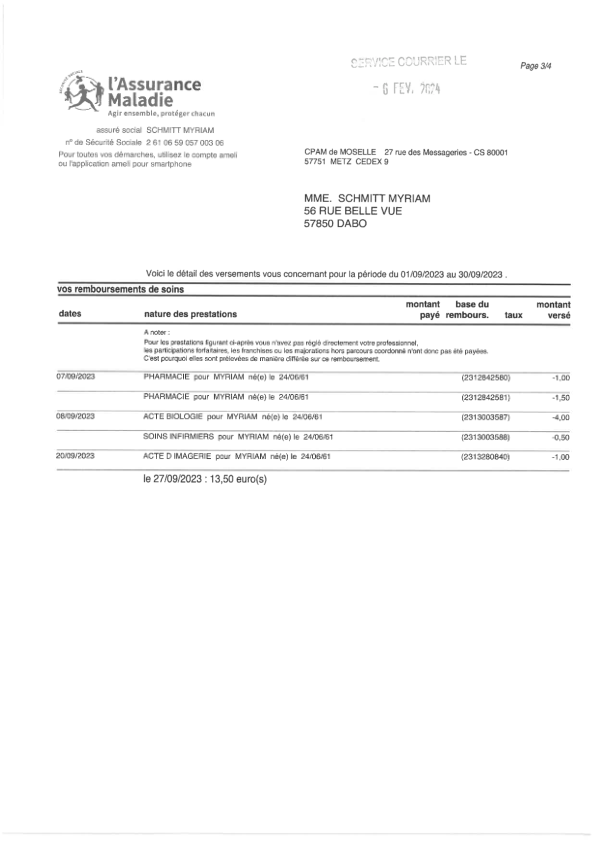 SERVICE COURRIER LE
- 6 FEV. 2024
Page 3/4
SÉCURITÉ SOCIALE
l'Assurance
Maladie
Agir ensemble, protéger chacun
assuré social SCHMITT MYRIAM
n° de Sécurité Sociale 2 61 06 59 057 003 06
Pour toutes vos démarches, utilisez le compte ameli
ou l'application ameli pour smartphone
CPAM de MOSELLE 27 rue des Messageries - CS 80001
57751 METZ CEDEX 9
MME. SCHMITT MYRIAM
56 RUE BELLE VUE
57850 DABO
Voici le détail des versements vous concernant pour la période du 01/09/2023 au 30/09/2023 .
vos remboursements de soins
dates nature des prestations montant payé base du rembours. taux montant versé
A noter :
Pour les prestations figurant ci-après vous n'avez pas réglé directement votre professionnel,
les participations forfaitaires, les franchises ou les majorations hors parcours coordonné n'ont donc pas été payées.
C'est pourquoi elles sont prélevées de manière différée sur ce remboursement.
07/09/2023 PHARMACIE pour MYRIAM né(e) le 24/06/61 (2312842580) -1,00
PHARMACIE pour MYRIAM né(e) le 24/06/61 (2312842581) -1,50
08/09/2023 ACTE BIOLOGIE pour MYRIAM né(e) le 24/06/61 (2313003587) -4,00
SOINS INFIRMIERS pour MYRIAM né(e) le 24/06/61 (2313003588) -0,50
20/09/2023 ACTE D IMAGERIE pour MYRIAM né(e) le 24/06/61 (2313280840) -1,00
le 27/09/2023 : 13,50 euro(s)